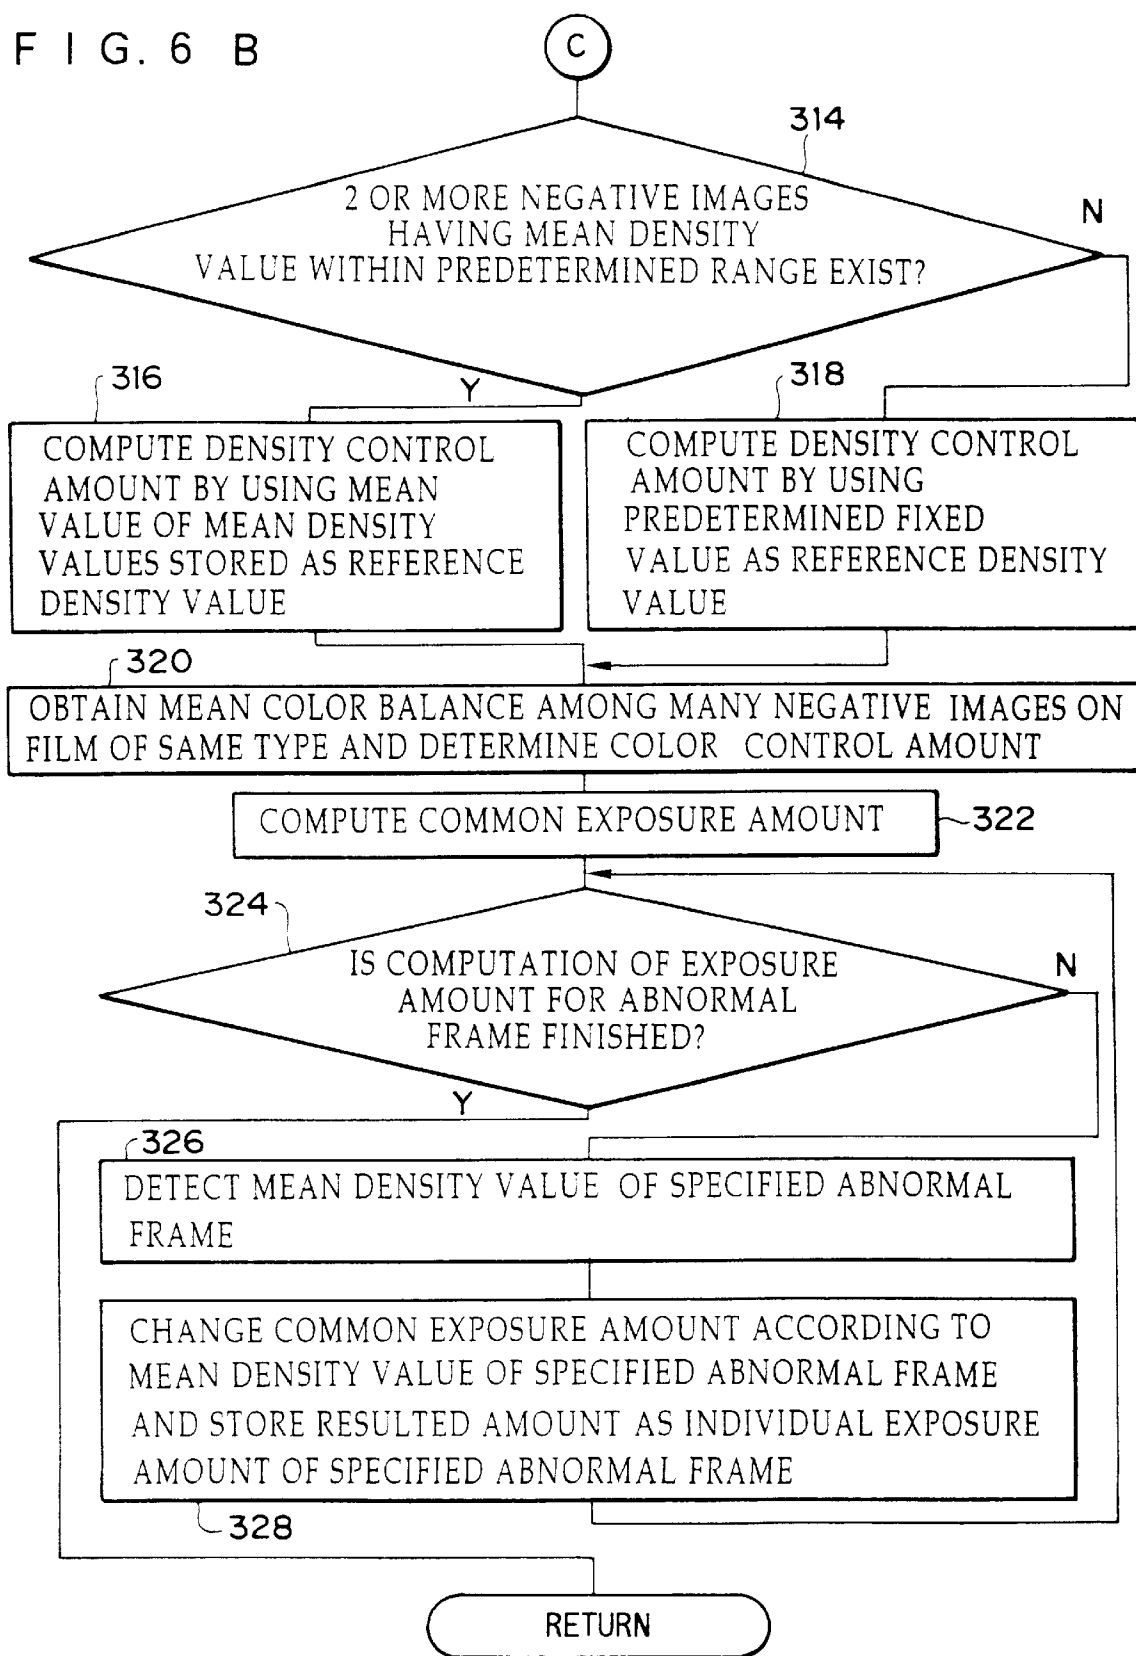 FIG. 6 B
C
314
2 OR MORE NEGATIVE IMAGES
HAVING MEAN DENSITY
VALUE WITHIN PREDETERMINED RANGE EXIST?
N
Y
316
COMPUTE DENSITY CONTROL
AMOUNT BY USING MEAN
VALUE OF MEAN DENSITY
VALUES STORED AS REFERENCE
DENSITY VALUE
318
COMPUTE DENSITY CONTROL
AMOUNT BY USING
PREDETERMINED FIXED
VALUE AS REFERENCE DENSITY
VALUE
320
OBTAIN MEAN COLOR BALANCE AMONG MANY NEGATIVE IMAGES ON
FILM OF SAME TYPE AND DETERMINE COLOR CONTROL AMOUNT
COMPUTE COMMON EXPOSURE AMOUNT
322
324
IS COMPUTATION OF EXPOSURE
AMOUNT FOR ABNORMAL
FRAME FINISHED?
N
Y
326
DETECT MEAN DENSITY VALUE OF SPECIFIED ABNORMAL
FRAME
CHANGE COMMON EXPOSURE AMOUNT ACCORDING TO
MEAN DENSITY VALUE OF SPECIFIED ABNORMAL FRAME
AND STORE RESULTED AMOUNT AS INDIVIDUAL EXPOSURE
AMOUNT OF SPECIFIED ABNORMAL FRAME
328
RETURN